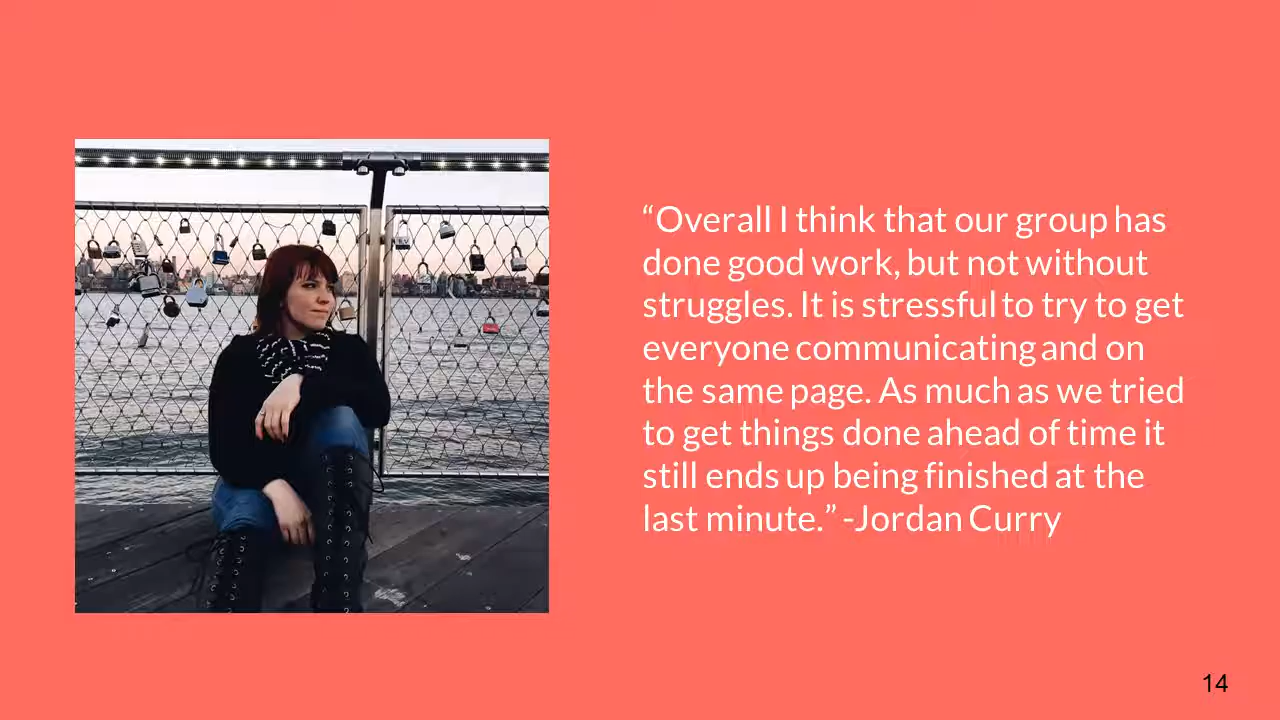 “Overall I think that our group has
done good work, but not without
struggles. It is stressful to try to get
everyone communicating and on
the same page. As much as we tried
to get things done ahead of time it
still ends up being finished at the
last minute.” -Jordan Curry
14